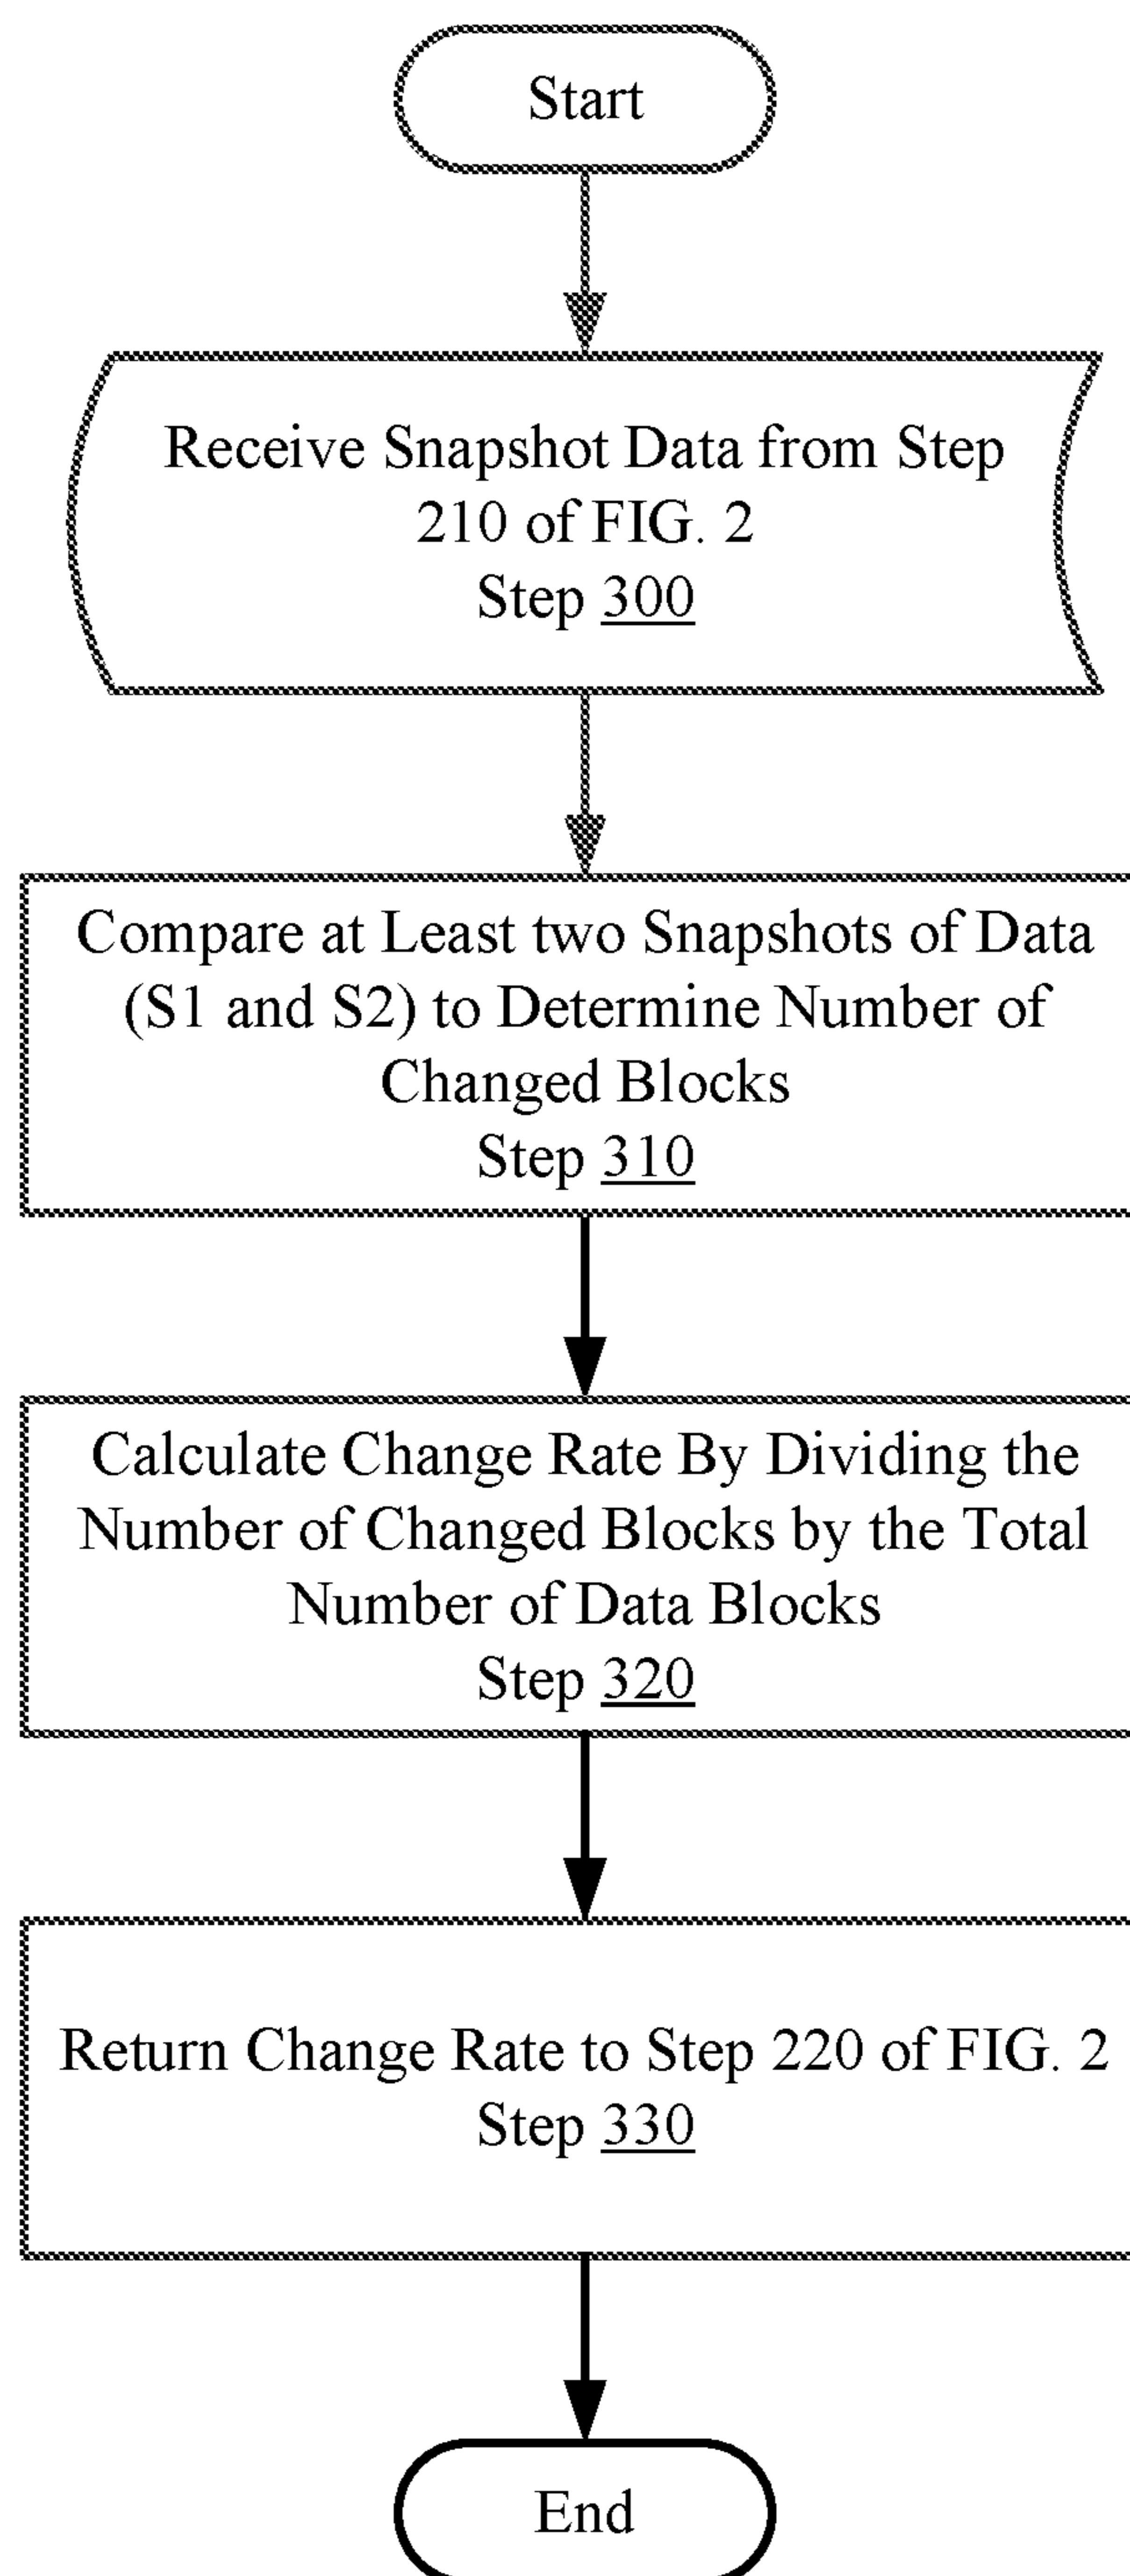 Start
Receive Snapshot Data from Step
210 of FIG. 2
Step 300
Compare at Least two Snapshots of Data
(S1 and S2) to Determine Number of
Changed Blocks
Step 310
Calculate Change Rate By Dividing the
Number of Changed Blocks by the Total
Number of Data Blocks
Step 320
Return Change Rate to Step 220 of FIG. 2
Step 330
End